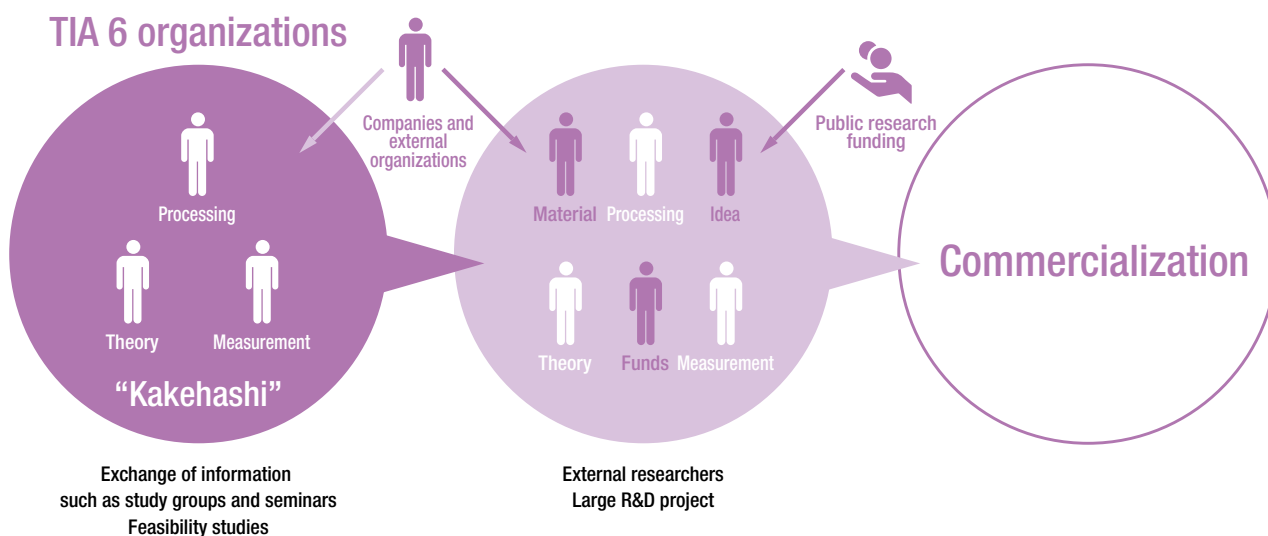 TIA 6 organizations
Companies and
external
organizations
Public research
funding
Processing
Theory
Measurement
“Kakehashi”
Material
Processing
Idea
Theory
Funds
Measurement
Commercialization
Exchange of information
such as study groups and seminars
Feasibility studies
External researchers
Large R&D project